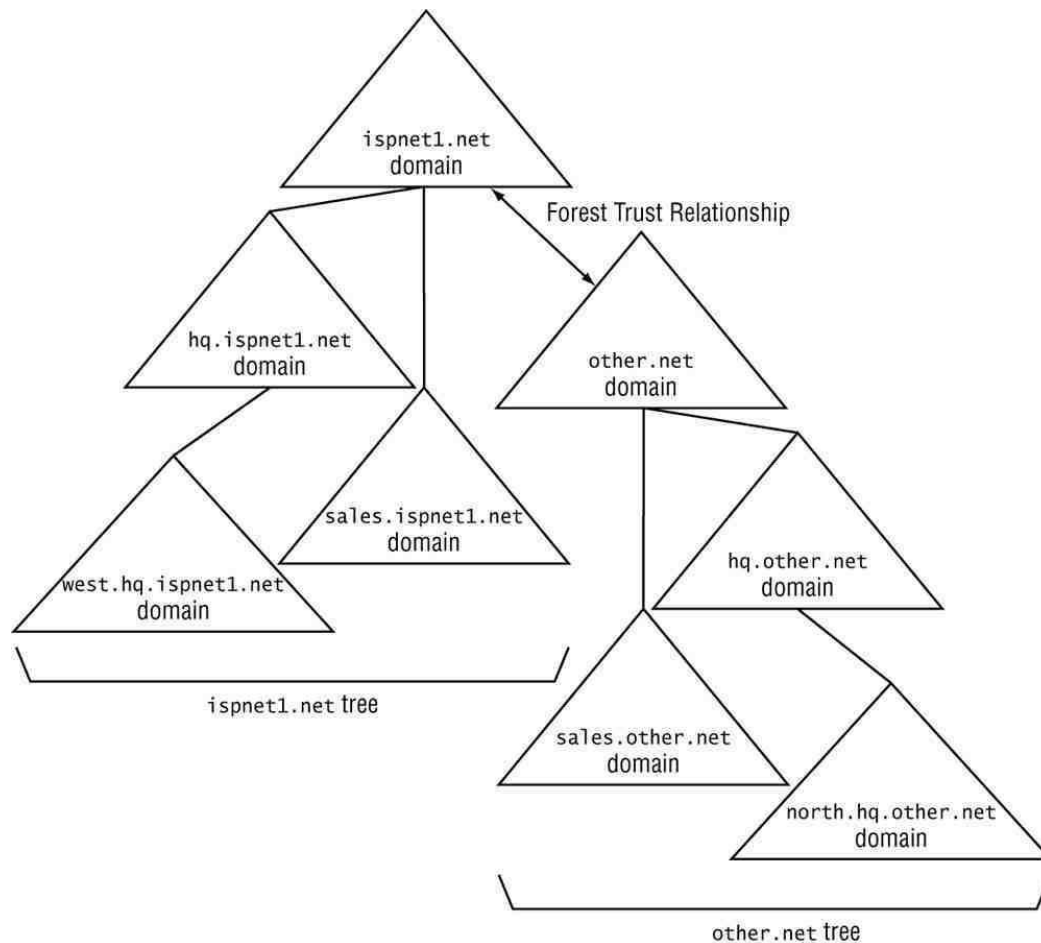 ispnet1.net
domain
Forest Trust Relationship
hq.ispnet1.net
domain
other.net
domain
sales.ispnet1.net
domain
west.hq.ispnet1.net
domain
hq.other.net
domain
ispnet1.net tree
sales.other.net
domain
north.hq.other.net
domain
other.net tree